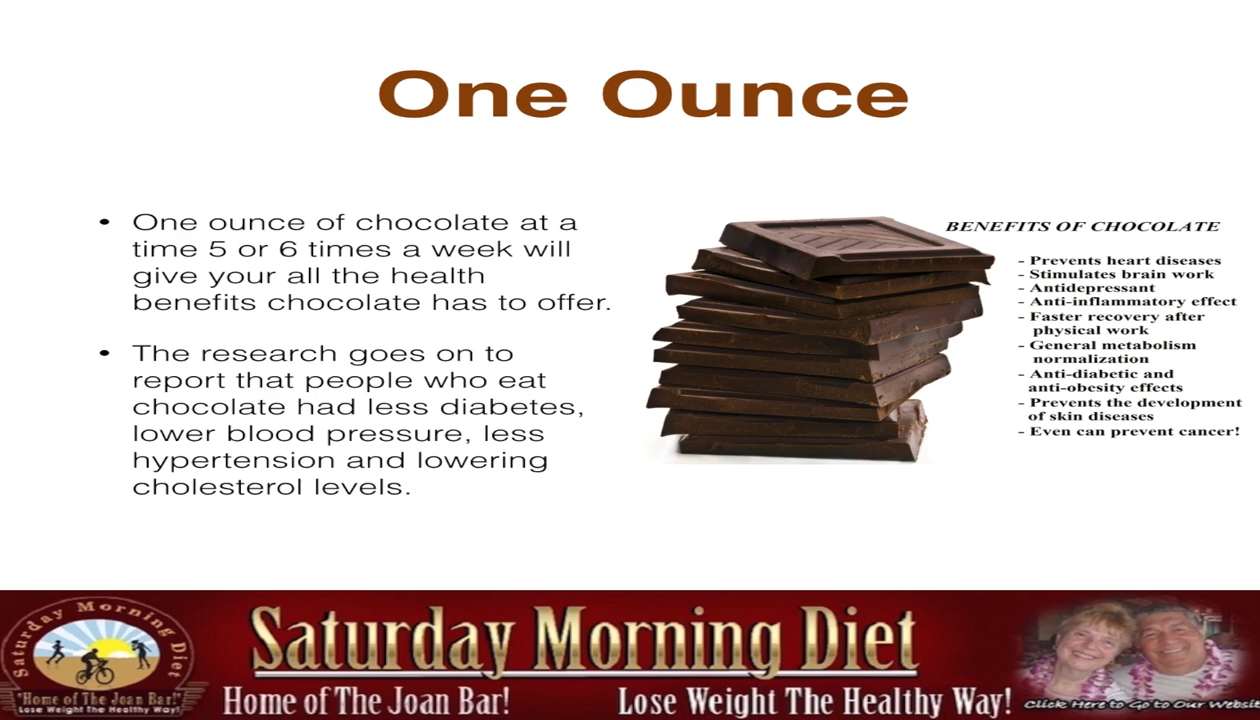 One Ounce
• One ounce of chocolate at a
time 5 or 6 times a week will
give your all the health
benefits chocolate has to offer.
• The research goes on to
report that people who eat
chocolate had less diabetes,
lower blood pressure, less
hypertension and lowering
cholesterol levels.
BENEFITS OF CHOCOLATE
- Prevents heart diseases
- Stimulates brain work
- Antidepressant
- Anti-inflammatory effect
- Faster recovery after
physical work
- General metabolism
normalization
- Anti-diabetic and
anti-obesity effects
- Prevents the development
of skin diseases
- Even can prevent cancer!
Saturday Morning Diet
"Home of The Joan Bar!"
Lose Weight The Healthy Way!
Saturday Morning Diet
Home of The Joan Bar! Lose Weight The Healthy Way!
Click Here to Go to Our Websi